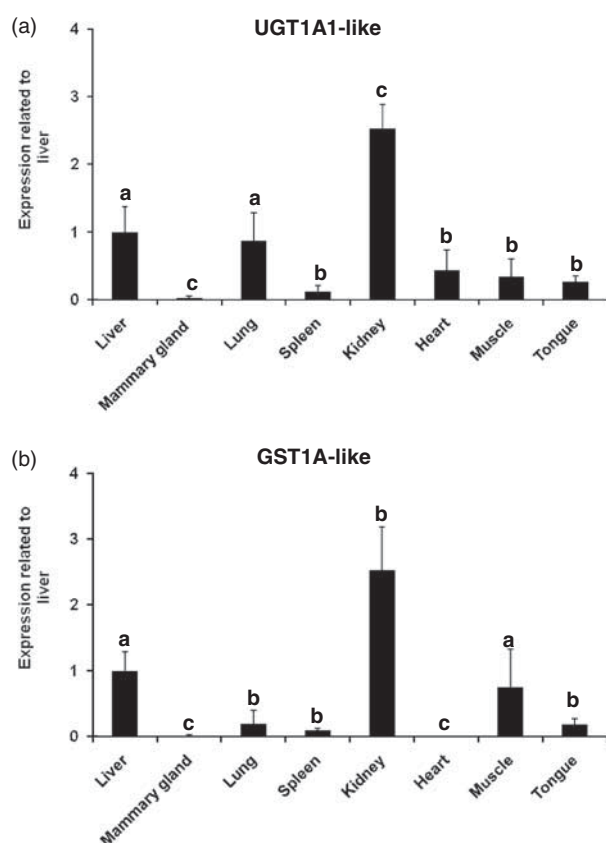 (a)
UGT1A1-like
Expression related to
liver
4
3
2
1
0
a
c
a
b
c
b
b
b
Liver
Mammary gland
Lung
Spleen
Kidney
Heart
Muscle
Tongue
(b)
GST1A-like
Expression related to
liver
4
3
2
1
0
a
c
b
b
b
c
a
b
Liver
Mammary gland
Lung
Spleen
Kidney
Heart
Muscle
Tongue